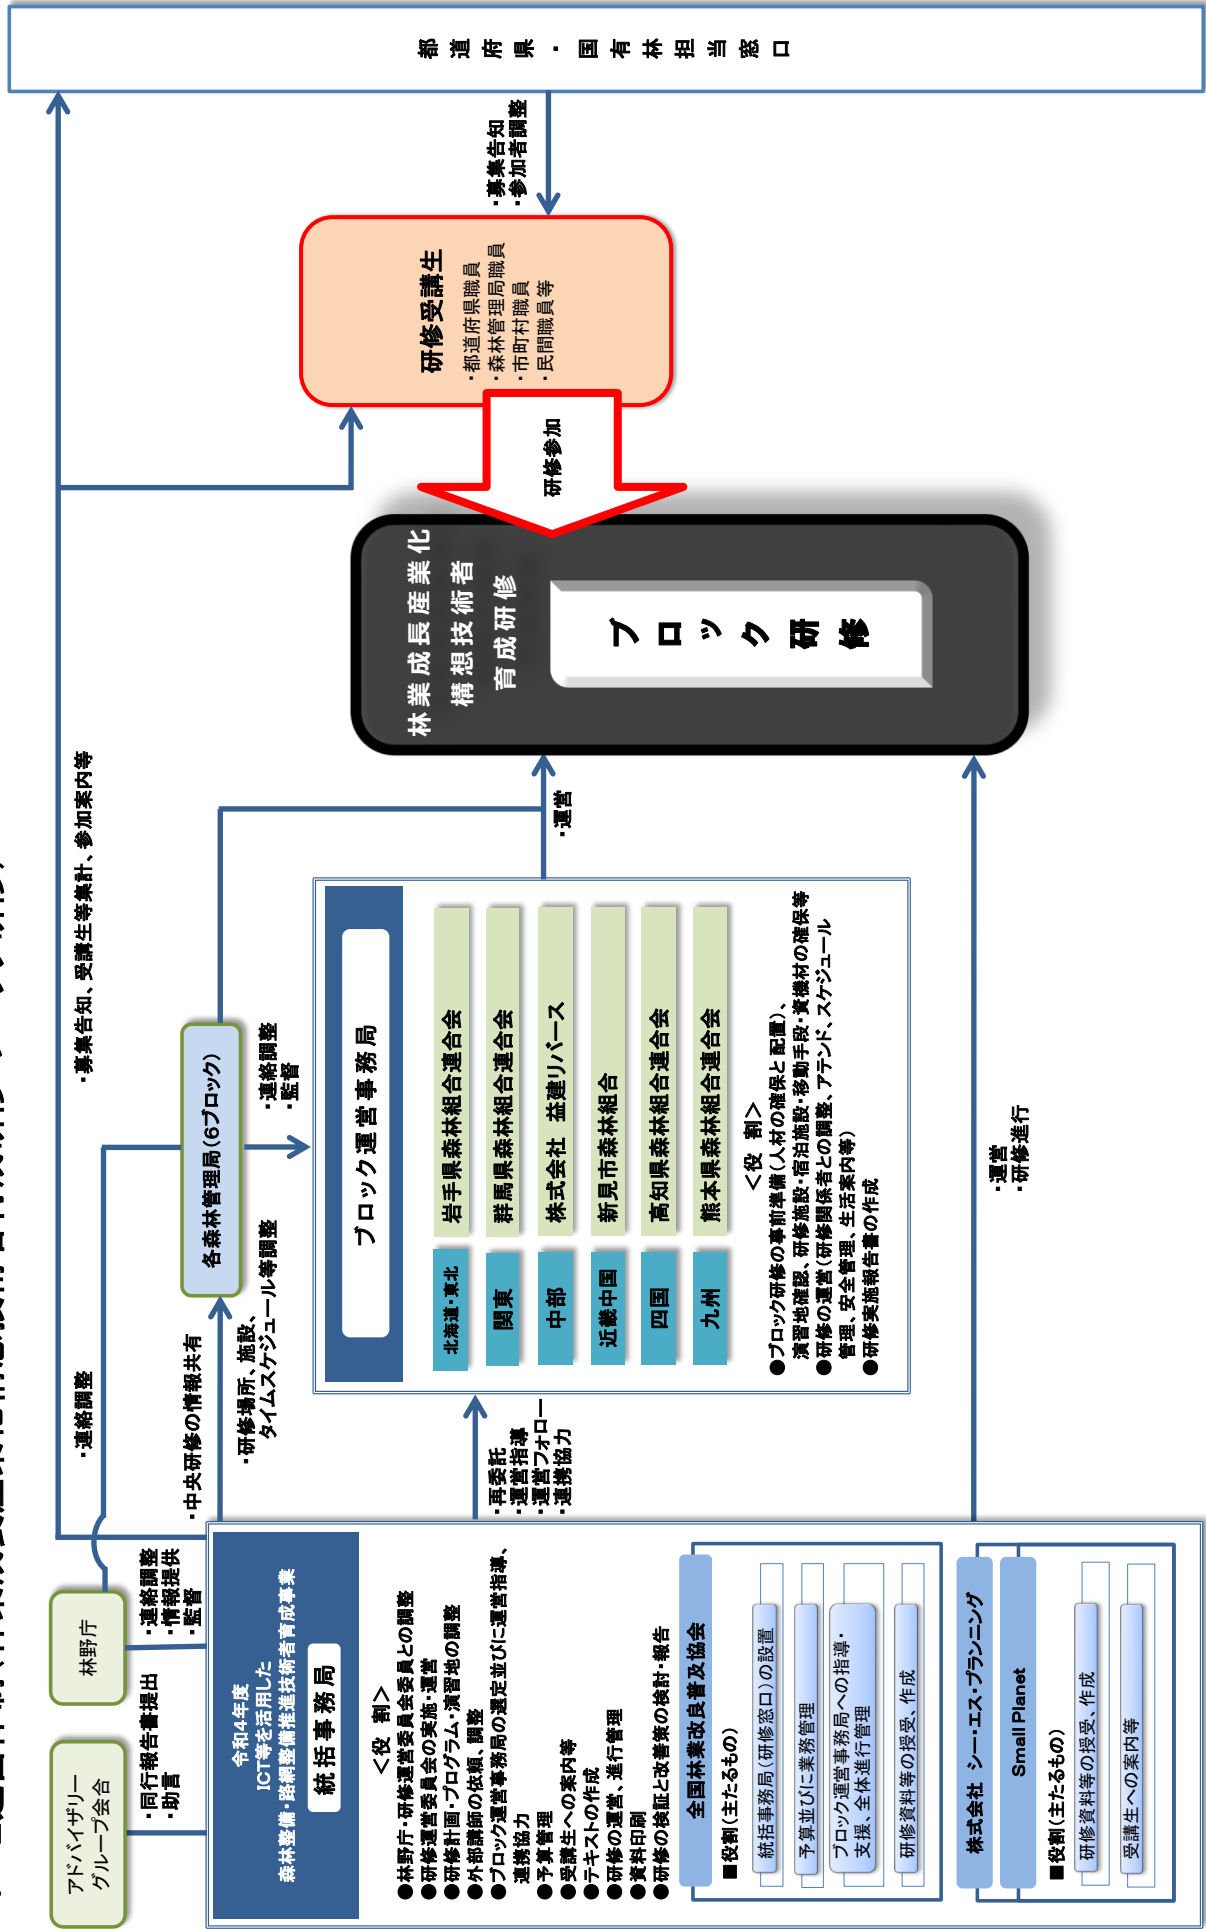 アドバイザリー
グループ会合
林野庁
・同行報告書提出
・助言
・連絡調整
・情報提供
・監督
・連絡調整
・募集告知、受講生等集計、参加案内等
・中央研修の情報共有
各森林管理局（６ブロック）
・研修場所、施設、
タイムスケジュール等調整
・連絡調整
・監督
令和４年度
ICT等を活用した
森林整備・路網整備推進技術者育成事業
統括事務局
＜役　割＞
●林野庁・研修運営委員会委員との調整
●研修運営委員会の実施・運営
●研修計画・プログラム・演習地の調整
●外部講師の依頼、調整
●ブロック運営事務局の選定並びに運営指導、
連携協力
●予算管理
●受講生への案内等
●テキストの作成
●研修の運営、進行管理
●資料印刷
●研修の検証と改善策の検討・報告
全国林業改良普及協会
■役割（主たるもの）
統括事務局（研修窓口）の設置
予算並びに業務管理
ブロック運営事務局への指導・
支援、全体進行管理
研修資料等の授受、作成
株式会社　シー・エス・プランニング
Small Planet
■役割（主たるもの）
研修資料等の授受、作成
受講生への案内等
・再委託
・運営指導
・運営フォロー
・連携協力
ブロック運営事務局
北海道・東北　岩手県森林組合連合会
関東　群馬県森林組合連合会
中部　株式会社　益建リバース
近畿中国　新見市森林組合
四国　高知県森林組合連合会
九州　熊本県森林組合連合会
＜役　割＞
●ブロック研修の事前準備（人材の確保と配置）、
演習地確認、研修施設・宿泊施設・移動手段・資機材の確保等
●研修の運営（研修関係者との調整、アテンド、スケジュール
管理、安全管理、生活案内等）
●研修実施報告書の作成
・運営
・運営
・研修進行
林業成長産業化
構想技術者
育成研修
ブロック研修
研修参加
研修受講生
・都道府県職員
・森林管理局職員
・市町村職員
・民間職員等
・募集告知
・参加者調整
都道府県・国有林担当窓口